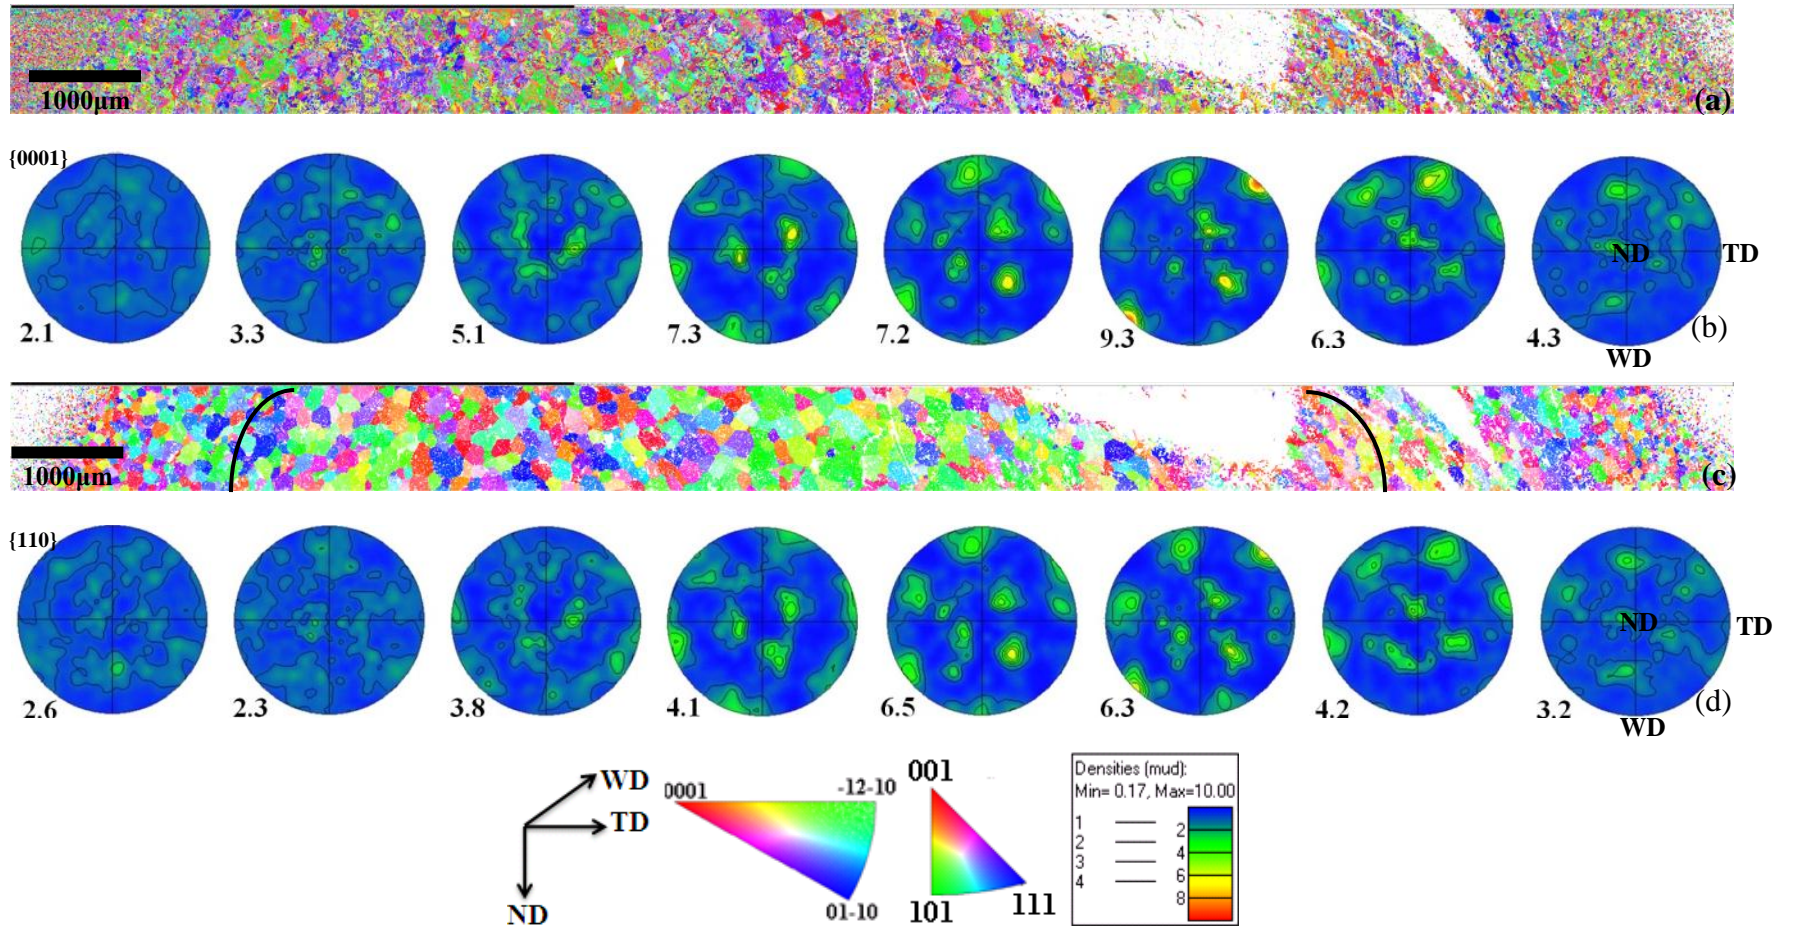 1000μm
(a)
{0001}
ND
TD
2.1
3.3
5.1
7.3
7.2
9.3
6.3
4.3
(b)
WD
1000μm
(c)
{110}
ND
TD
2.6
2.3
3.8
4.1
6.5
6.3
4.2
3.2
(d)
WD
WD
TD
ND
0001
-12-10
01-10
001
101
111
Densities (mud):
Min= 0.17, Max=10.00
1
2
3
4
2
4
6
8